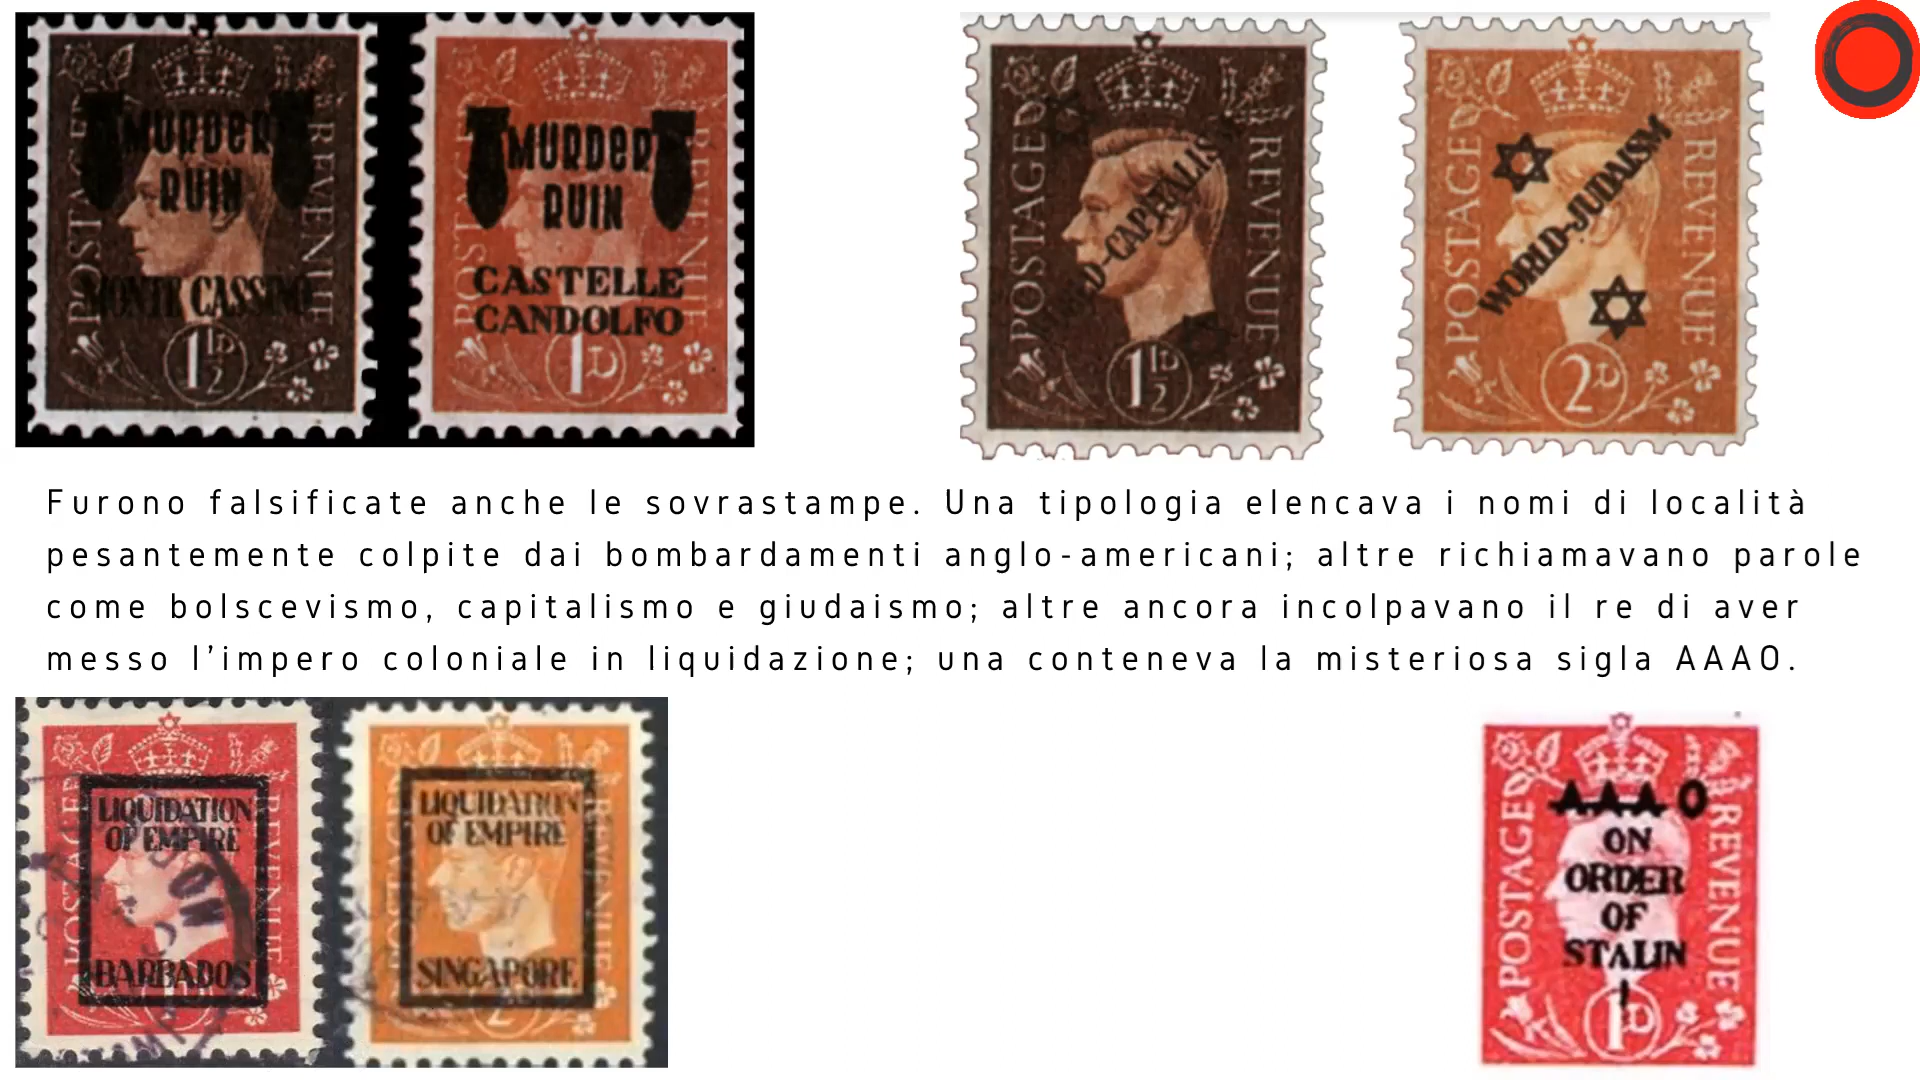 MURDER
RUIN
MONTE CASSINO
POSTAGE
REVENUE
1½D
MURDER
RUIN
CASTELLE
CANDOLFO
POSTAGE
REVENUE
1D
POSTAGE
REVENUE
1½D
WORLD-JUDAISM
POSTAGE
REVENUE
2D
Furono falsificate anche le sovrastampe. Una tipologia elencava i nomi di località
pesantemente colpite dai bombardamenti anglo-americani; altre richiamavano parole
come bolscevismo, capitalismo e giudaismo; altre ancora incolpavano il re di aver
messo l’impero coloniale in liquidazione; una conteneva la misteriosa sigla AAAO.
LIQUIDATION
OF EMPIRE
BARBADOS
POSTAGE
REVENUE
LIQUIDATION
OF EMPIRE
SINGAPORE
AAAO
ON
ORDER
OF
STALIN
!
POSTAGE
REVENUE
1D